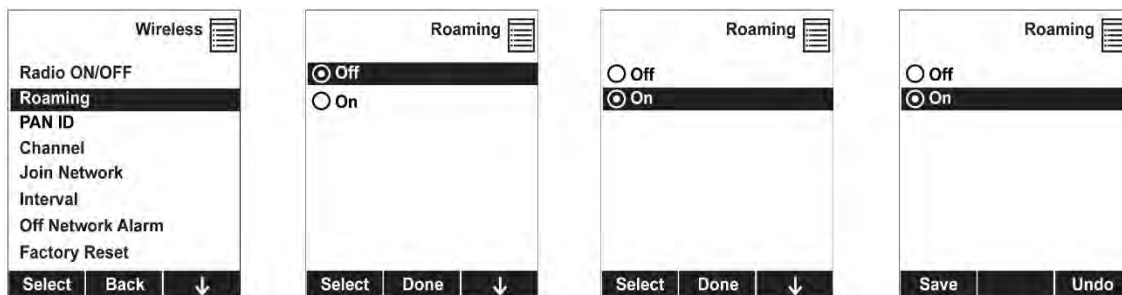 Wireless
Radio ON/OFF
Roaming
PAN ID
Channel
Join Network
Interval
Off Network Alarm
Factory Reset
Select Back ↓
Roaming
Off
On
Select Done ↓
Roaming
Off
On
Select Done ↓
Roaming
Off
On
Save Undo